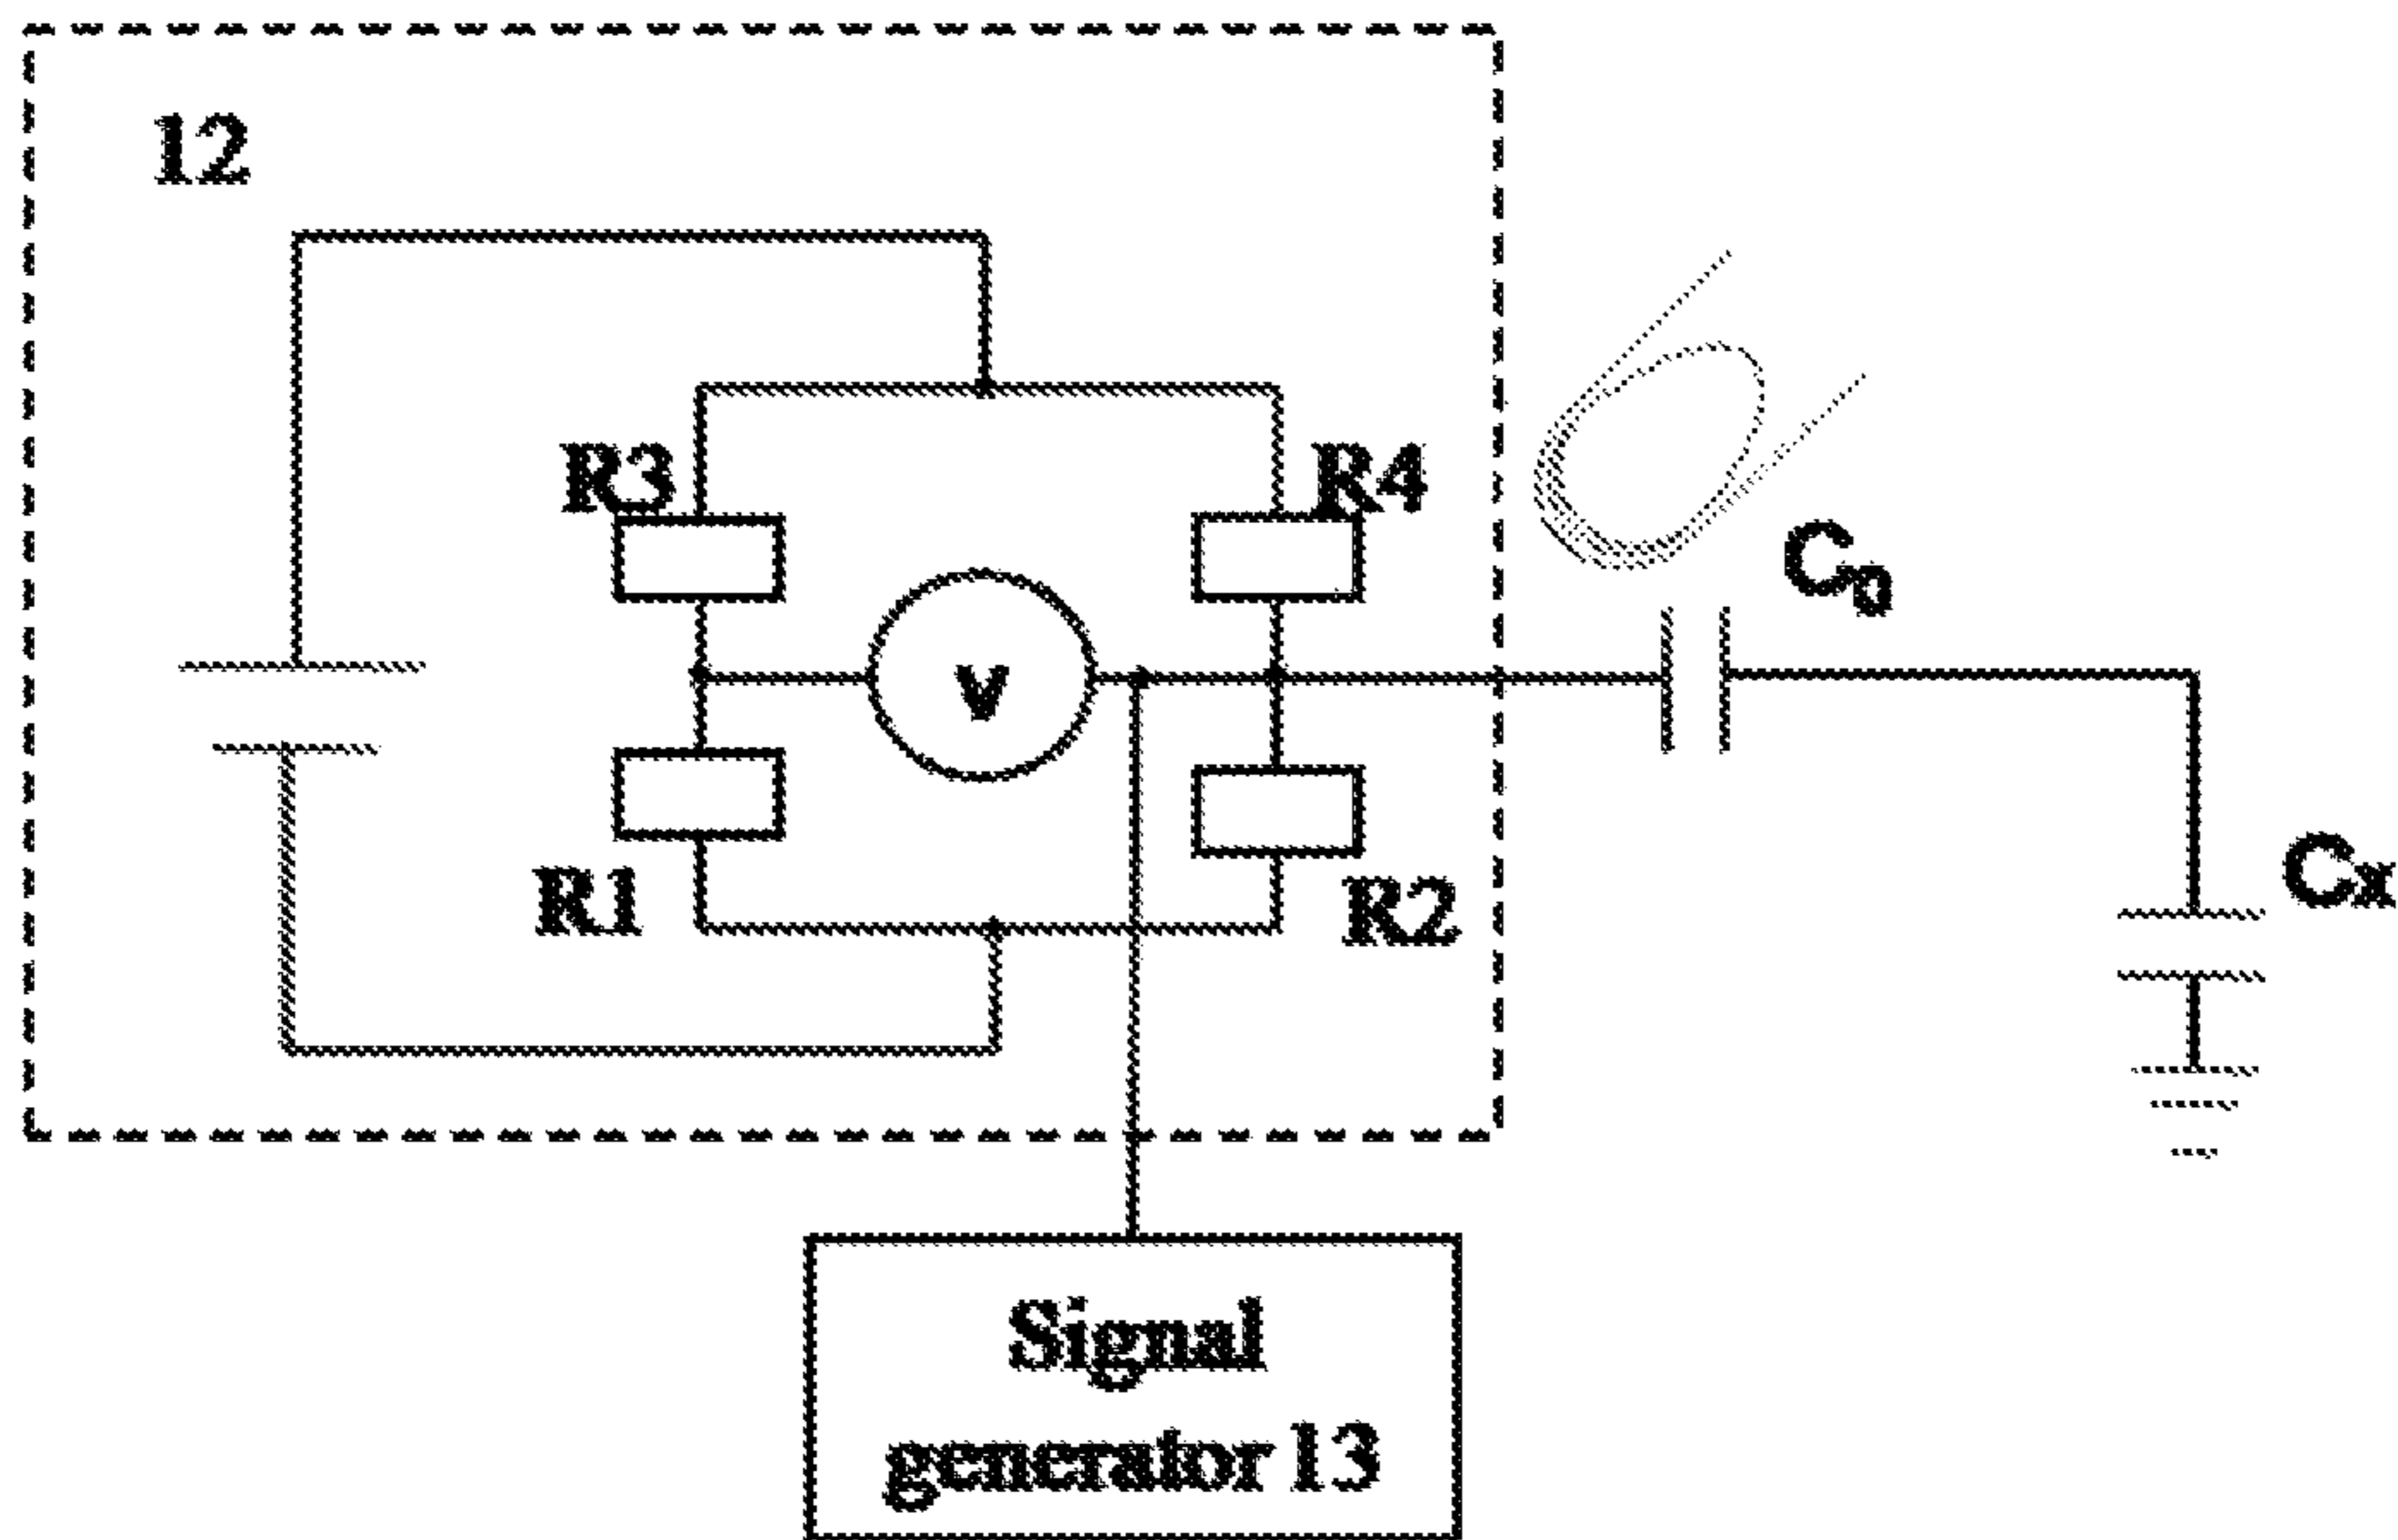 12
R3
R4
C0
V
R1
R2
Cx
Signal
generator 13